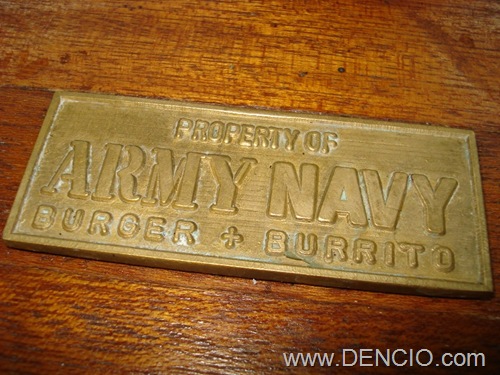 PROPERTY OF
ARMY NAVY
BURGER + BURRITO
www.DENCIO.com